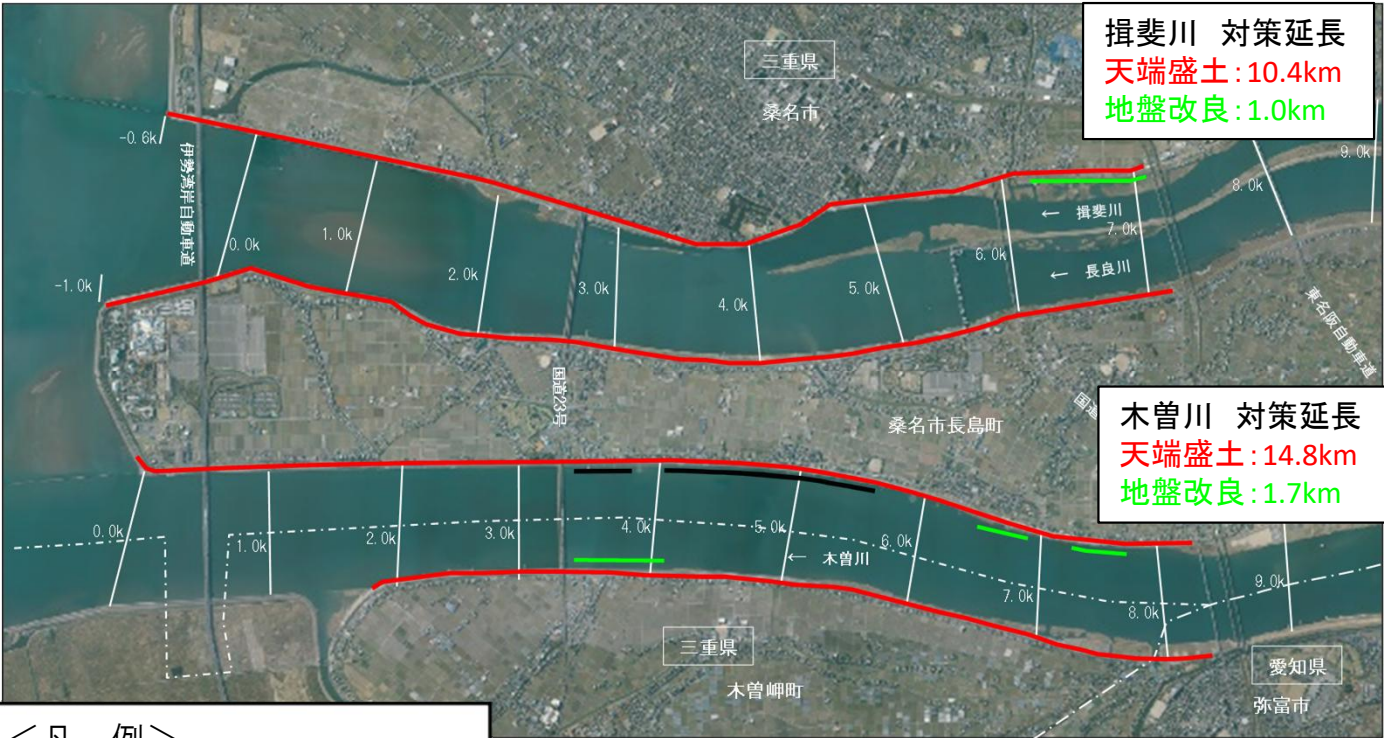 揖斐川 対策延長
天端盛土:10.4km
地盤改良:1.0km
三重県
桑名市
-0.6k
伊勢湾岸自動車道
0.0k
1.0k
2.0k
3.0k
4.0k
5.0k
6.0k
7.0k
8.0k
9.0k
← 揖斐川
← 長良川
-1.0k
東名阪自動車道
国道23号
国道
桑名市長島町
木曽川 対策延長
天端盛土:14.8km
地盤改良:1.7km
0.0k
1.0k
2.0k
3.0k
4.0k
5.0k
6.0k
7.0k
8.0k
9.0k
← 木曽川
三重県
木曽岬町
愛知県
弥富市
<凡 例>